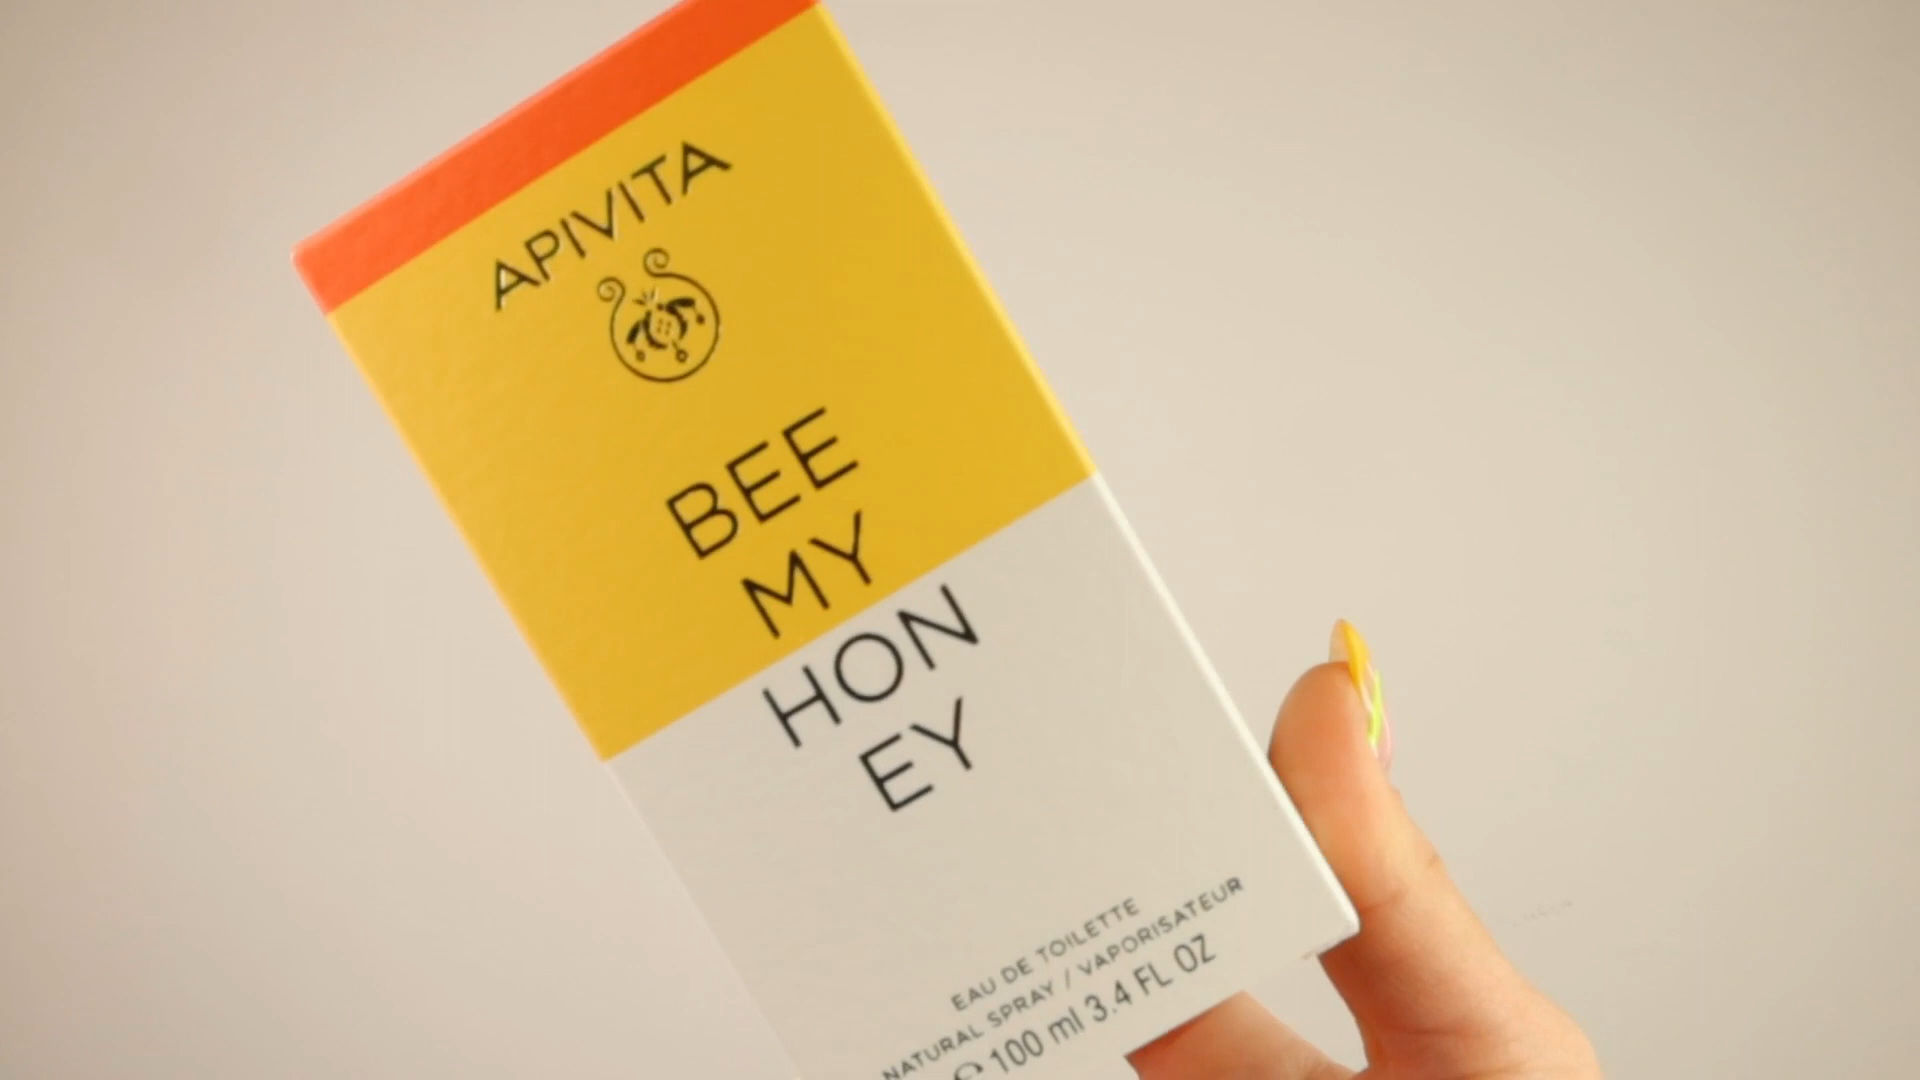 APIVITA
BEE
MY
HON
EY
EAU DE TOILETTE
NATURAL SPRAY / VAPORISATEUR
℮ 100 ml 3.4 FL OZ